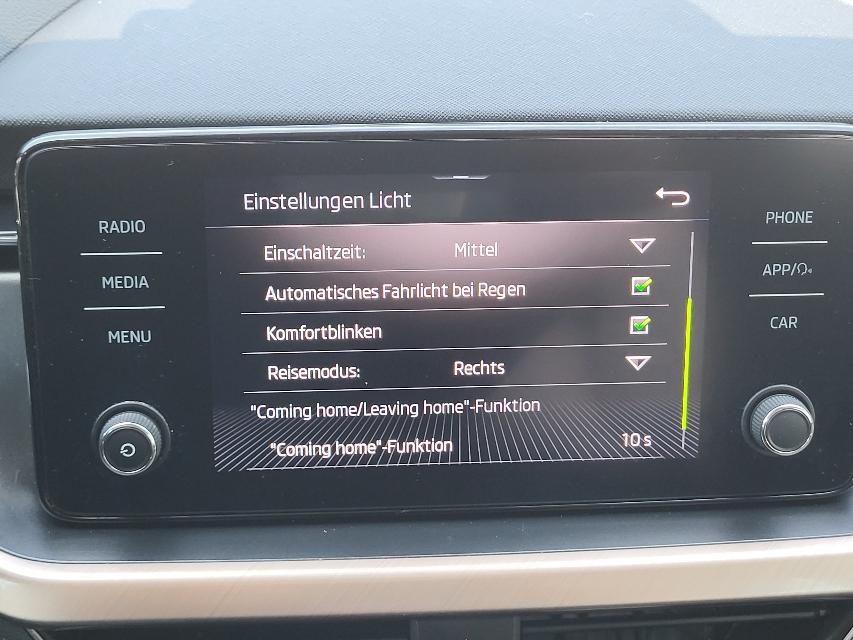 Einstellungen Licht
RADIO
MEDIA
MENU
Einschaltzeit: Mittel
Automatisches Fahrlicht bei Regen
Komfortblinken
Reisemodus: Rechts
"Coming home/Leaving home"-Funktion
"Coming home"-Funktion 10 s
PHONE
APP/
CAR